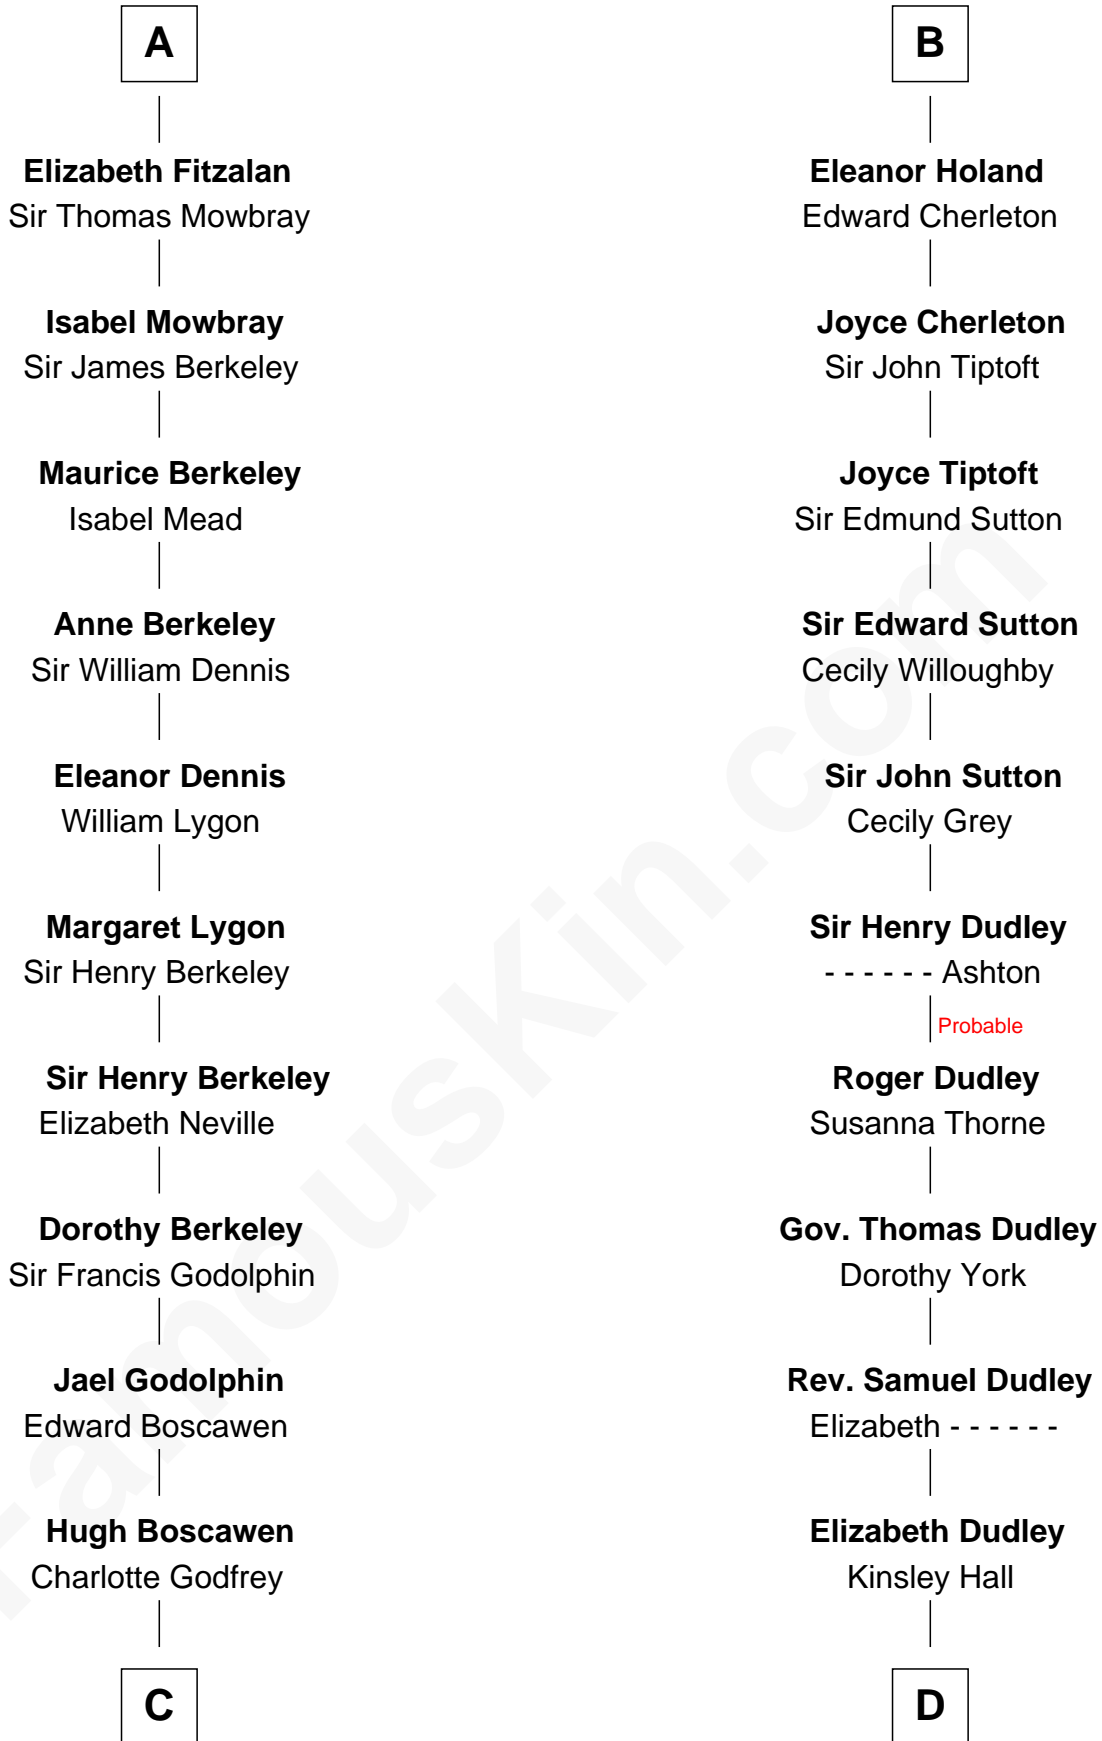 A
Elizabeth Fitzalan
Sir Thomas Mowbray
Isabel Mowbray
Sir James Berkeley
Maurice Berkeley
Isabel Mead
Anne Berkeley
Sir William Dennis
Eleanor Dennis
William Lygon
Margaret Lygon
Sir Henry Berkeley
Sir Henry Berkeley
Elizabeth Neville
Dorothy Berkeley
Sir Francis Godolphin
Jael Godolphin
Edward Boscawen
Hugh Boscawen
Charlotte Godfrey
C
B
Eleanor Holand
Edward Cherleton
Joyce Cherleton
Sir John Tiptoft
Joyce Tiptoft
Sir Edmund Sutton
Sir Edward Sutton
Cecily Willoughby
Sir John Sutton
Cecily Grey
Sir Henry Dudley
- - - - - - Ashton
Probable
Roger Dudley
Susanna Thorne
Gov. Thomas Dudley
Dorothy York
Rev. Samuel Dudley
Elizabeth - - - - - -
Elizabeth Dudley
Kinsley Hall
D
FamousKin.com